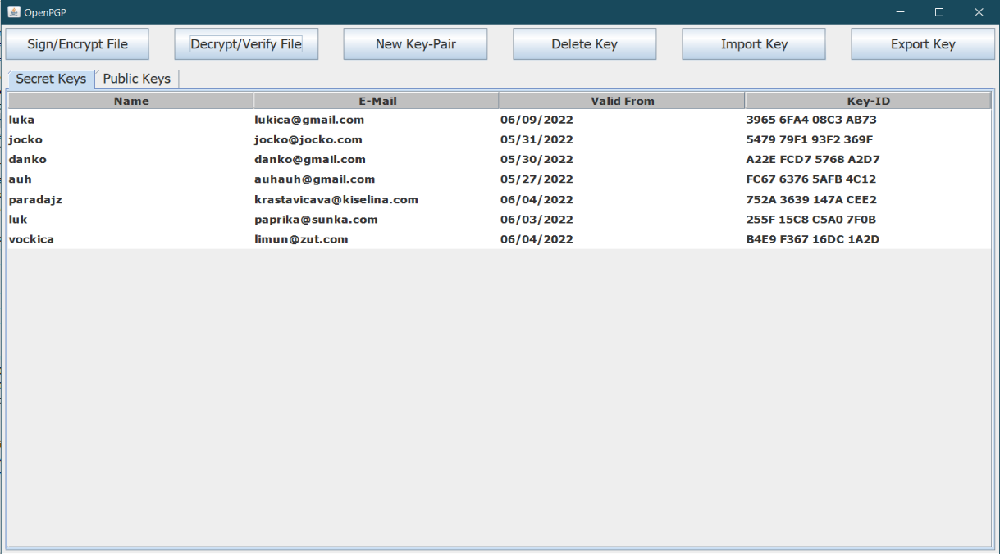 OpenPGP
Sign/Encrypt File Decrypt/Verify File New Key-Pair Delete Key Import Key Export Key
Secret Keys Public Keys
Name E-Mail Valid From Key-ID
luka lukica@gmail.com 06/09/2022 3965 6FA4 08C3 AB73
jocko jocko@jocko.com 05/31/2022 5479 79F1 93F2 369F
danko danko@gmail.com 05/30/2022 A22E FCD7 5768 A2D7
auh auhauh@gmail.com 05/27/2022 FC67 6376 5AFB 4C12
paradajz krastavicava@kiselina.com 06/04/2022 752A 3639 147A CEE2
luk paprika@sunka.com 06/03/2022 255F 15C8 C5A0 7F0B
vockica limun@zut.com 06/04/2022 B4E9 F367 16DC 1A2D